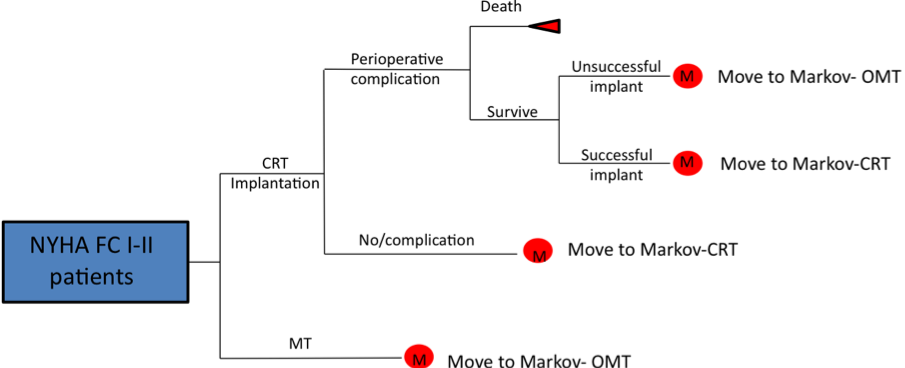 Death
Perioperative
complication
Unsuccessful
implant
M
Move to Markov- OMT
Survive
CRT
Implantation
Successful
implant
M
Move to Markov-CRT
No/complication
M
Move to Markov-CRT
NYHA FC I-II
patients
MT
M
Move to Markov- OMT